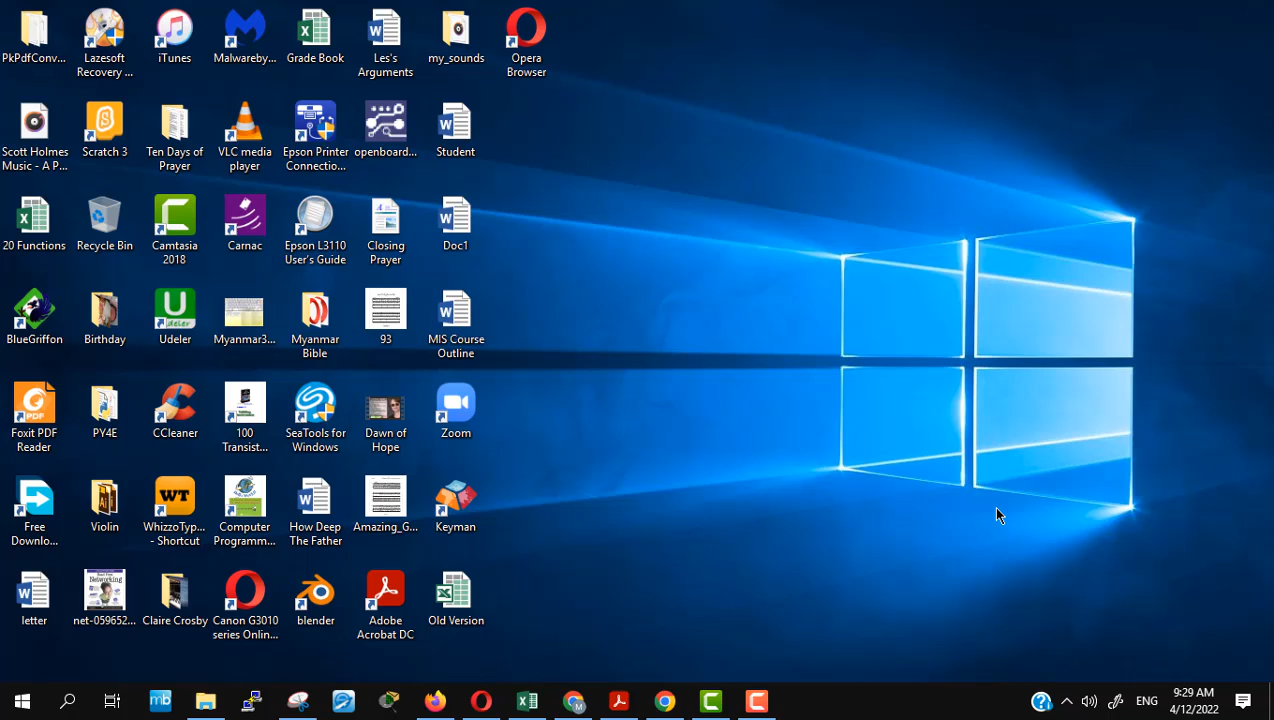 PkPdfConv...
Lazesoft Recovery ...
iTunes
Malwareby...
Grade Book
Les's Arguments
my_sounds
Opera Browser
Scott Holmes Music - A P...
Scratch 3
Ten Days of Prayer
VLC media player
Epson Printer Connectio...
openboard...
Student
20 Functions
Recycle Bin
Camtasia 2018
Carnac
Epson L3110 User's Guide
Closing Prayer
Doc1
BlueGriffon
Birthday
Udeler
Myanmar3...
Myanmar Bible
93
MIS Course Outline
PDF
Foxit PDF Reader
PY4E
CCleaner
100 Transist...
SeaTools for Windows
Dawn of Hope
Zoom
Free Downlo...
Violin
WT
WhizzoTyp... - Shortcut
Computer Programm...
How Deep The Father
Amazing_G...
Keyman
letter
Networking
net-059652...
Claire Crosby
Canon G3010 series Onlin...
blender
Adobe Acrobat DC
Old Version
mb
M
ENG
9:29 AM
4/12/2022